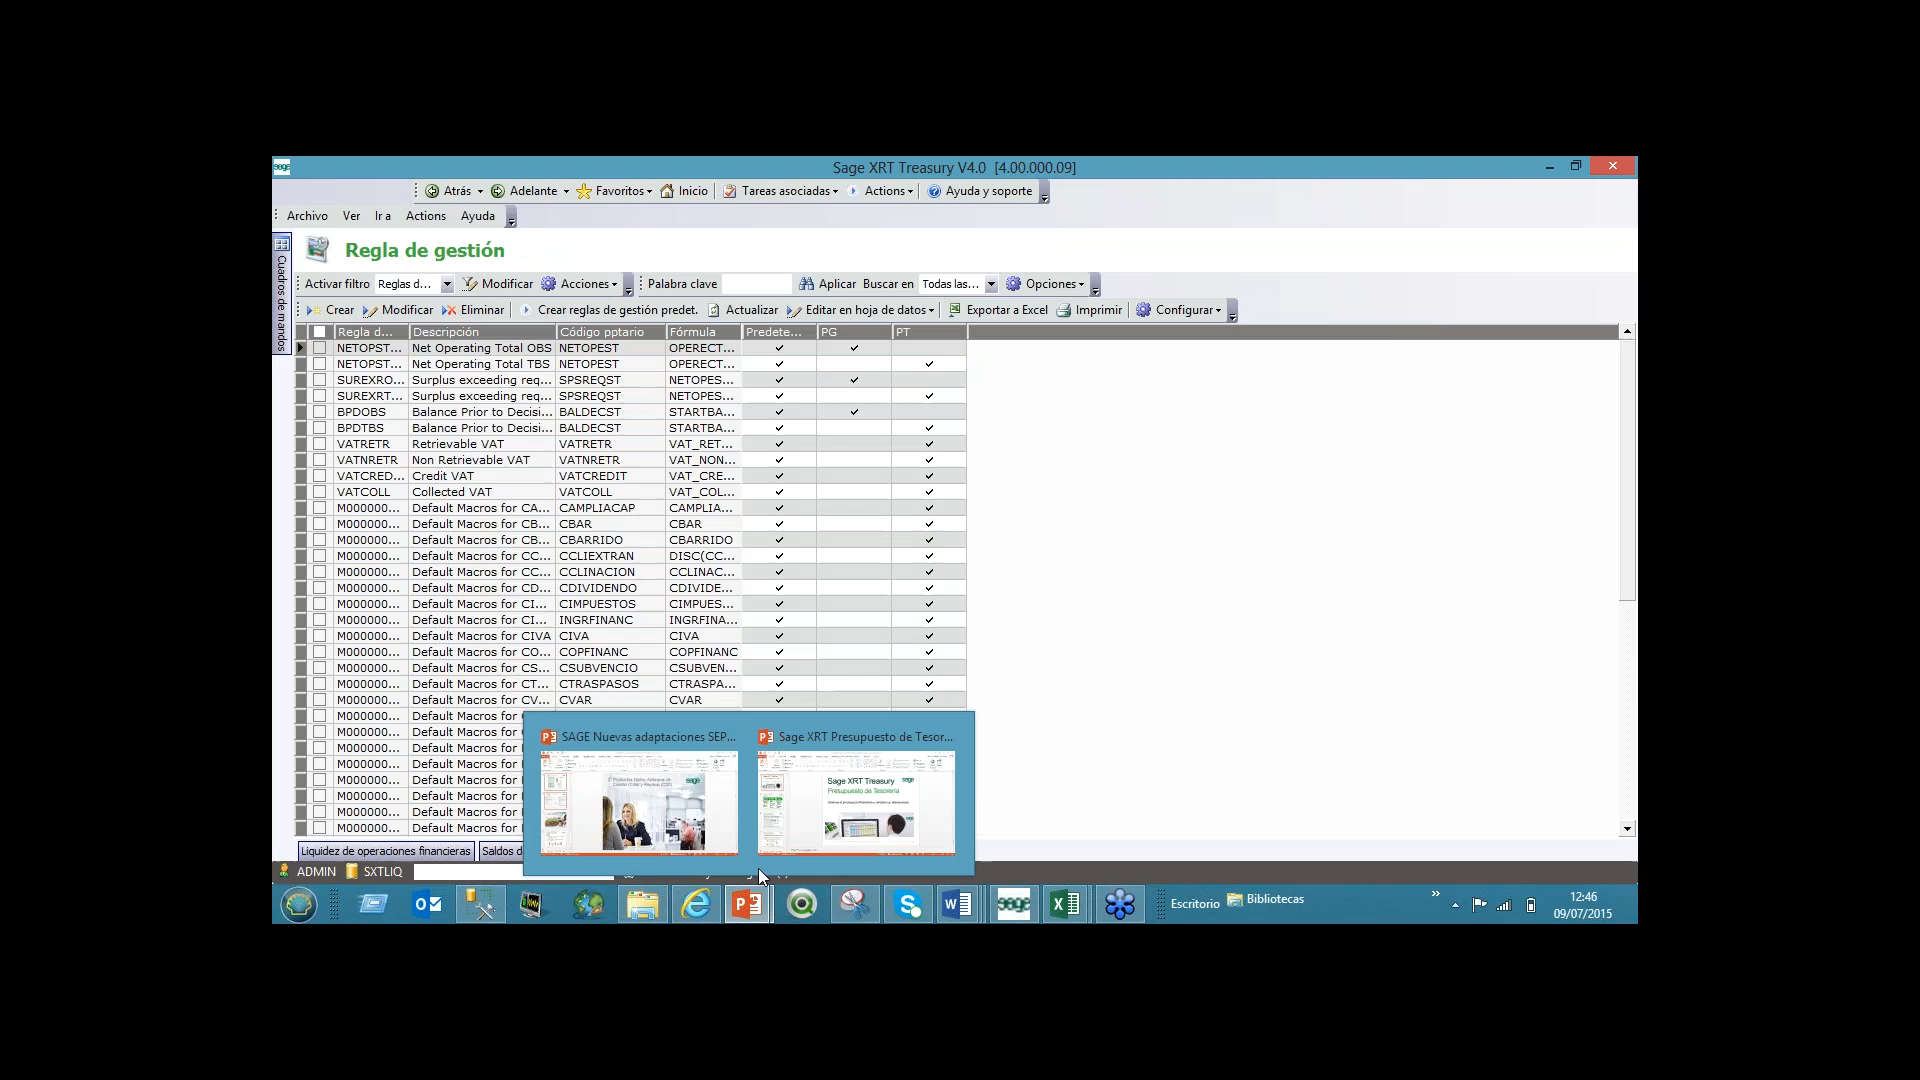 sage Sage XRT Treasury V4.0 [4.00.000.09]
Atrás Adelante Favoritos Inicio Tareas asociadas Actions Ayuda y soporte
Archivo Ver Ir a Actions Ayuda
Cuadros de mandos
Regla de gestión
Activar filtro Reglas d... Modificar Acciones Palabra clave Aplicar Buscar en Todas las... Opciones
Crear Modificar Eliminar Crear reglas de gestión predet. Actualizar Editar en hoja de datos Exportar a Excel Imprimir Configurar
Regla d... Descripción Código pptario Fórmula Predete... PG PT
NETOPST... Net Operating Total OBS NETOPEST OPERECT...
NETOPST... Net Operating Total TBS NETOPEST OPERECT...
SUREXRO... Surplus exceeding req... SPSREQST NETOPES...
SUREXRT... Surplus exceeding req... SPSREQST NETOPES...
BPDOBS Balance Prior to Decisi... BALDECST STARTBA...
BPDTBS Balance Prior to Decisi... BALDECST STARTBA...
VATRETR Retrievable VAT VATRETR VAT_RET...
VATNRETR Non Retrievable VAT VATNRETR VAT_NON...
VATCRED... Credit VAT VATCREDIT VAT_CRE...
VATCOLL Collected VAT VATCOLL VAT_COL...
M000000... Default Macros for CA... CAMPLIACAP CAMPLIA...
M000000... Default Macros for CB... CBAR CBAR
M000000... Default Macros for CB... CBARRIDO CBARRIDO
M000000... Default Macros for CC... CCLIEXTRAN DISC(CC...
M000000... Default Macros for CC... CCLINACION CCLINAC...
M000000... Default Macros for CD... CDIVIDENDO CDIVIDE...
M000000... Default Macros for CI... CIMPUESTOS CIMPUES...
M000000... Default Macros for CI... INGRFINANC INGRFINA...
M000000... Default Macros for CIVA CIVA CIVA
M000000... Default Macros for CO... COPFINANC COPFINANC
M000000... Default Macros for CS... CSUBVENCIO CSUBVEN...
M000000... Default Macros for CT... CTRASPASOS CTRASPA...
M000000... Default Macros for CV... CVAR CVAR
M000000... Default Macros for
M000000... Default Macros for
M000000... Default Macros for
M000000... Default Macros for
M000000... Default Macros for
M000000... Default Macros for
M000000... Default Macros for
M000000... Default Macros for
SAGE Nuevas adaptaciones SEP... Sage XRT Presupuesto de Tesor...
sage
Sage XRT Treasury sage
Presupuesto de Tesorería
Liquidez de operaciones financieras Saldos d
ADMIN SXTLIQ
sage Escritorio Bibliotecas 12:46
09/07/2015